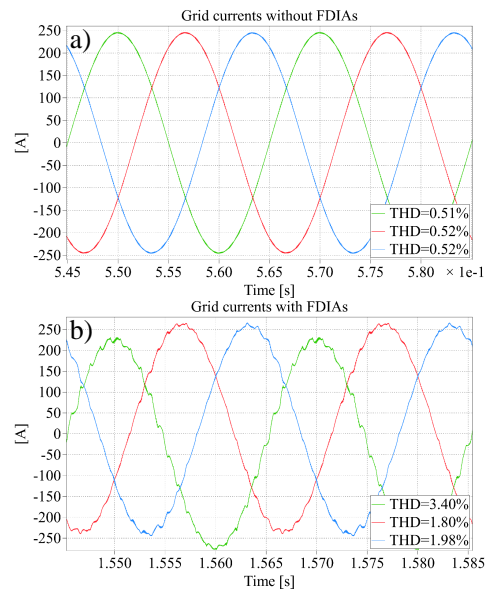 Grid currents without FDIAs
a)
250
200
150
100
50
0
-50
-100
-150
-200
-250
[A]
THD=0.51%
THD=0.52%
THD=0.52%
5.45 5.50 5.55 5.60 5.65 5.70 5.75 5.80 × 1e-1
Time [s]
Grid currents with FDIAs
b)
250
200
150
100
50
0
-50
-100
-150
-200
-250
[A]
THD=3.40%
THD=1.80%
THD=1.98%
1.550 1.555 1.560 1.565 1.570 1.575 1.580 1.585
Time [s]